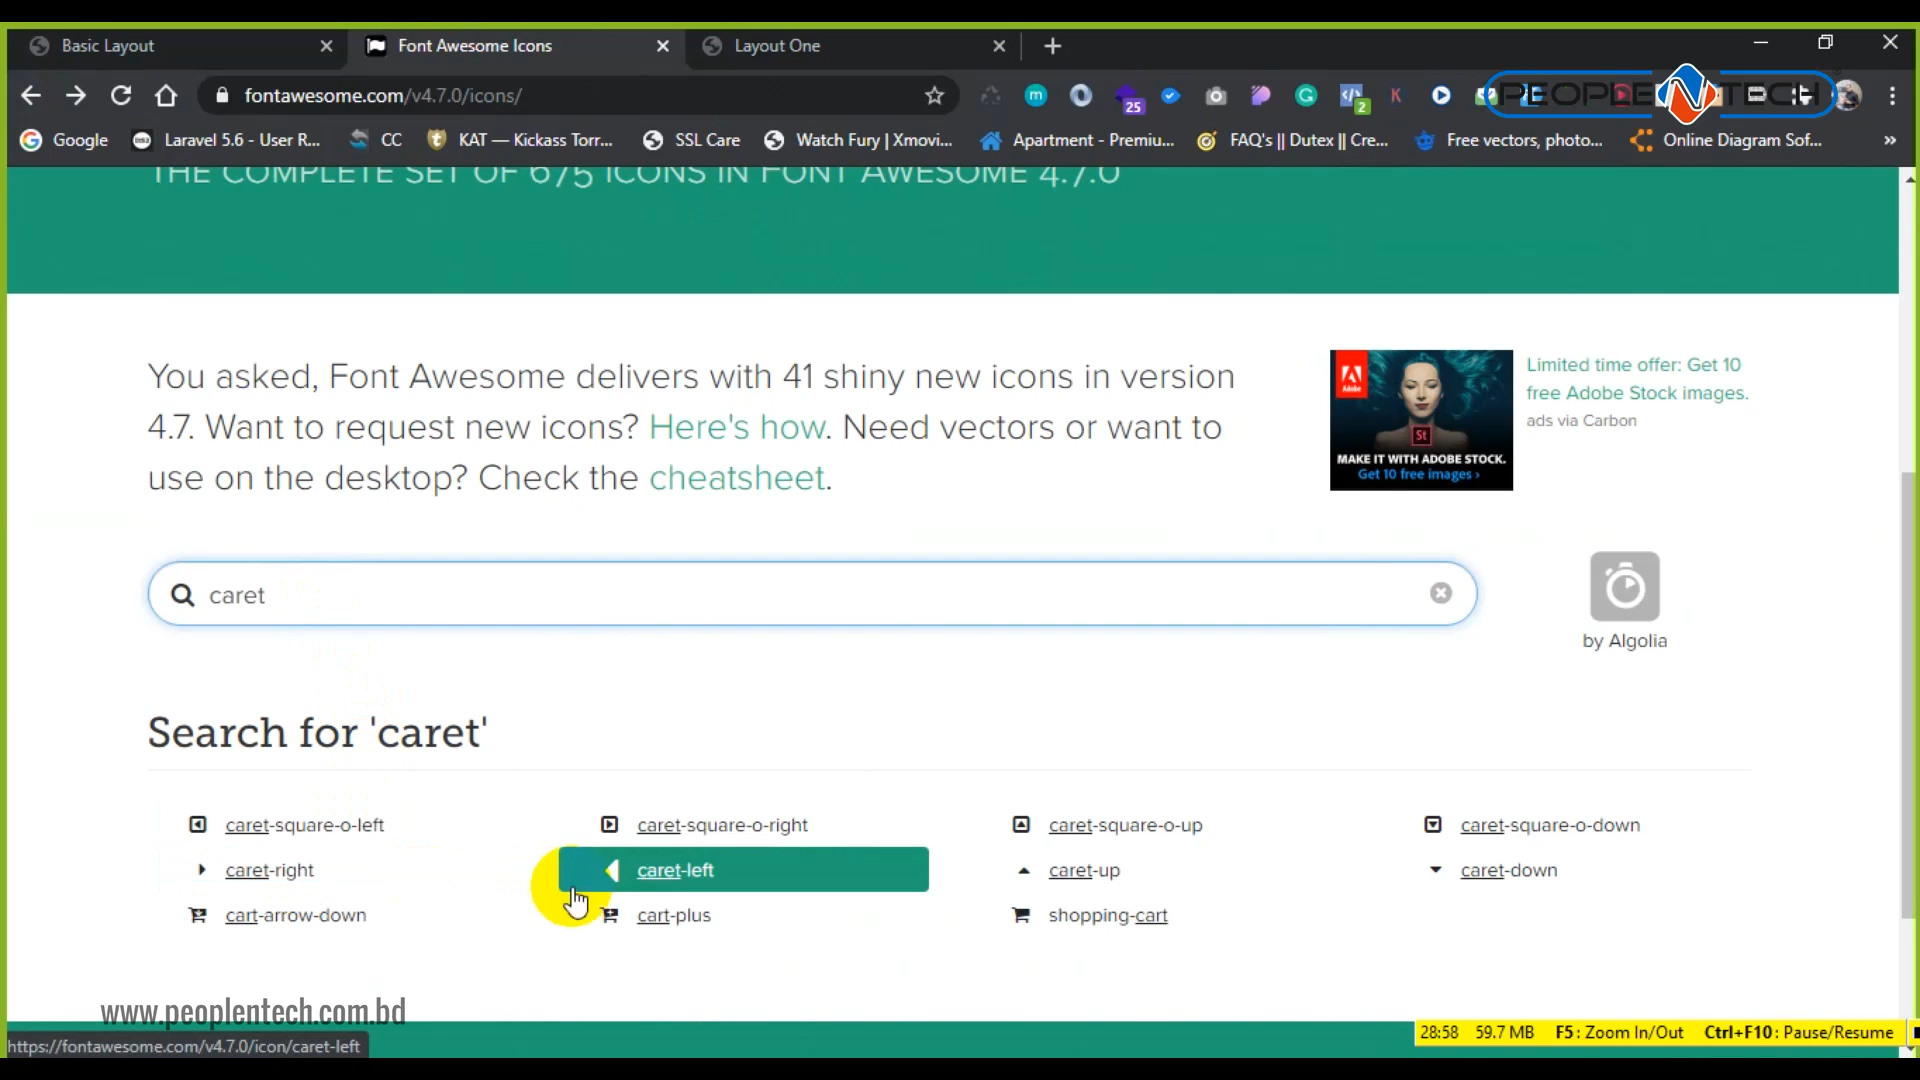 Basic Layout
Font Awesome Icons
Layout One
fontawesome.com/v4.7.0/icons/
25
2
PEOPLE N TECH
Google
Laravel 5.6 - User R...
CC
KAT — Kickass Torr...
SSL Care
Watch Fury | Xmovi...
Apartment - Premiu...
FAQ's || Dutex || Cre...
Free vectors, photo...
Online Diagram Sof...
»
THE COMPLETE SET OF 675 ICONS IN FONT AWESOME 4.7.0
You asked, Font Awesome delivers with 41 shiny new icons in version
4.7. Want to request new icons? Here's how. Need vectors or want to
use on the desktop? Check the cheatsheet.
Adobe
St
MAKE IT WITH ADOBE STOCK.
Get 10 free images ›
Limited time offer: Get 10
free Adobe Stock images.
ads via Carbon
caret
by Algolia
Search for 'caret'
caret-square-o-left
caret-square-o-right
caret-square-o-up
caret-square-o-down
caret-right
caret-left
caret-up
caret-down
cart-arrow-down
cart-plus
shopping-cart
www.peoplentech.com.bd
https://fontawesome.com/v4.7.0/icon/caret-left
28:58 59.7 MB F5: Zoom In/Out Ctrl+F10: Pause/Resume